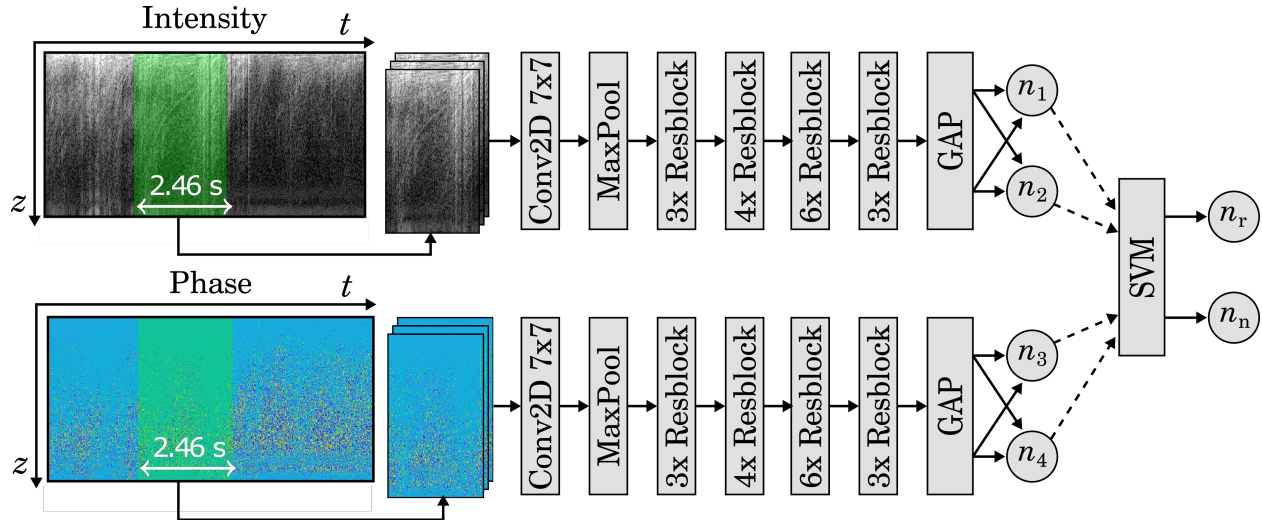 Intensity
t
z
2.46 s
Conv2D 7x7
MaxPool
3x Resblock
4x Resblock
6x Resblock
3x Resblock
GAP
n1
n2
Phase
t
z
2.46 s
Conv2D 7x7
MaxPool
3x Resblock
4x Resblock
6x Resblock
3x Resblock
GAP
n3
n4
SVM
nr
nn